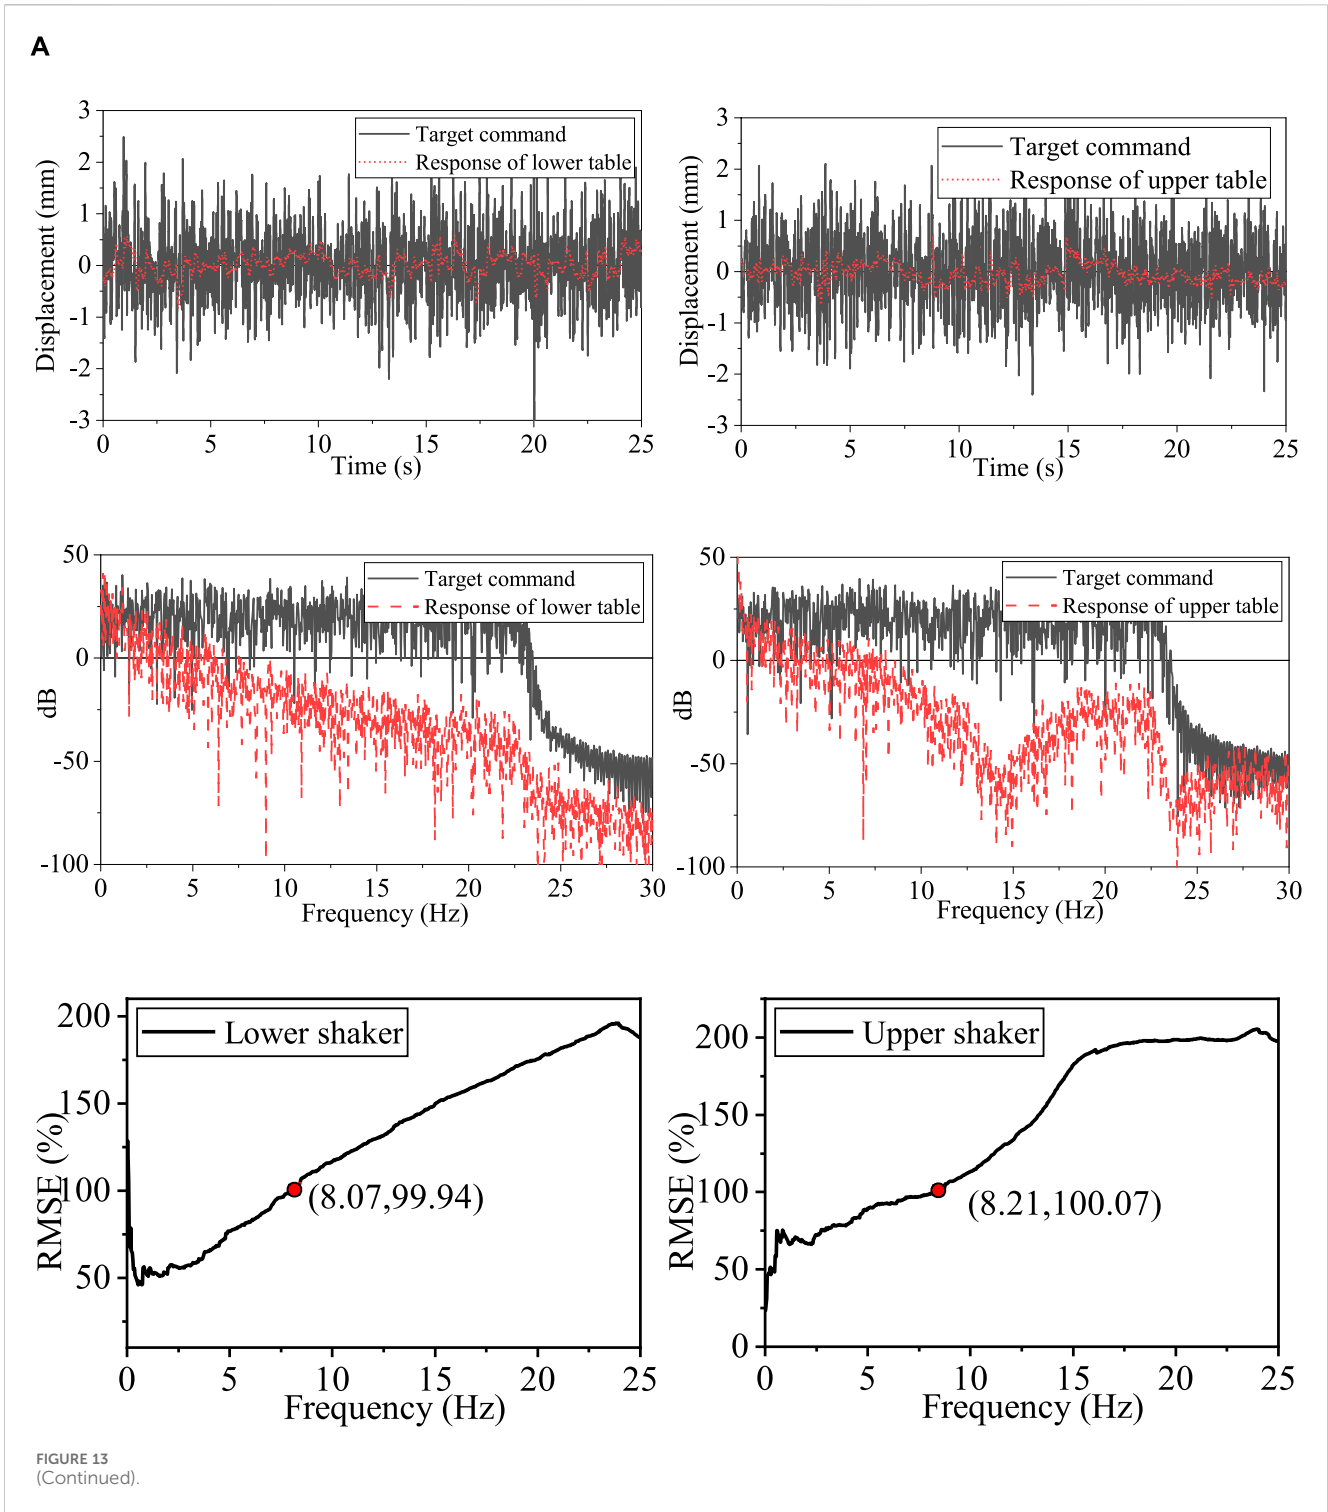 A
3
2
1
0
-1
-2
-3
Displacement (mm)
Target command
Response of lower table
0
5
10
15
20
25
Time (s)
3
2
1
0
-1
-2
-3
Displacement (mm)
Target command
Response of upper table
0
5
10
15
20
25
Time (s)
50
0
-50
-100
dB
Target command
Response of lower table
0
5
10
15
20
25
30
Frequency (Hz)
50
0
-50
-100
dB
Target command
Response of upper table
0
5
10
15
20
25
30
Frequency (Hz)
200
150
100
50
RMSE (%)
Lower shaker
(8.07,99.94)
0
5
10
15
20
25
Frequency (Hz)
200
150
100
50
0
RMSE (%)
Upper shaker
(8.21,100.07)
0
5
10
15
20
25
Frequency (Hz)
FIGURE 13
(Continued).